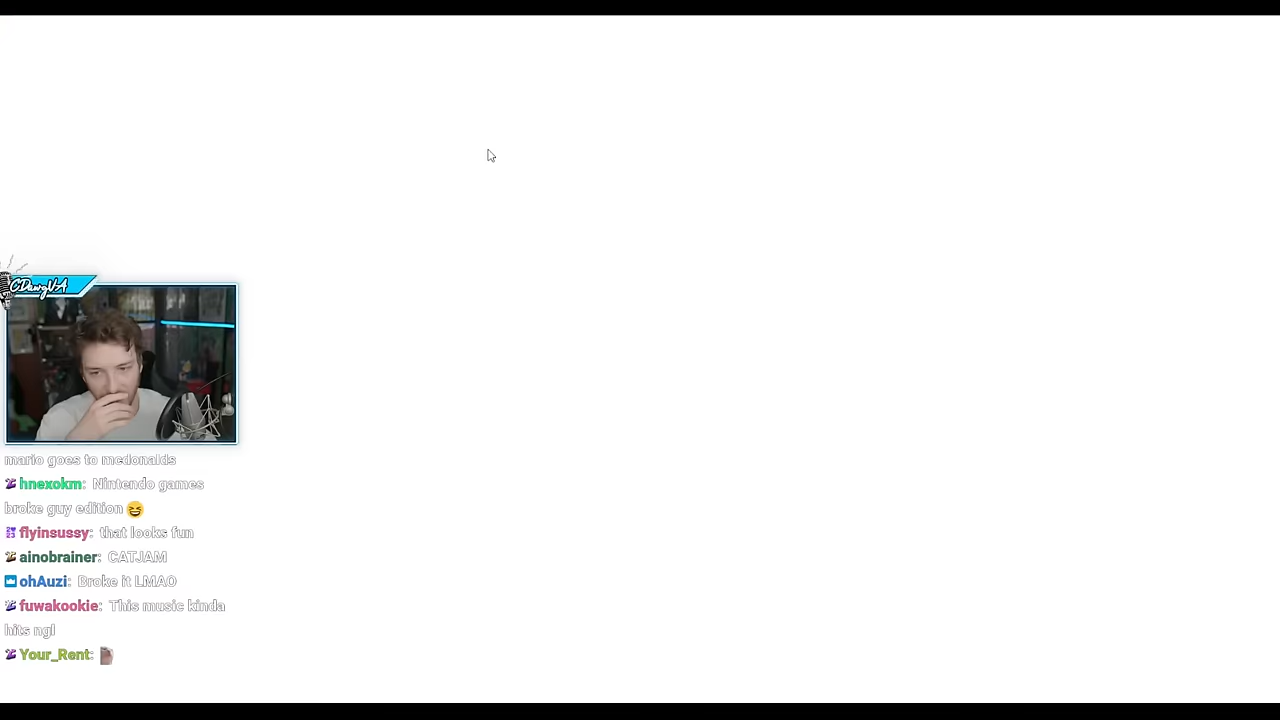 CDawgVA
mario goes to mcdonalds
hnexokm: Nintendo games
broke guy edition 😆
flyinsussy: that looks fun
ainobrainer: CATJAM
ohAuzi: Broke it LMAO
fuwakookie: This music kinda
hits ngl
Your_Rent: